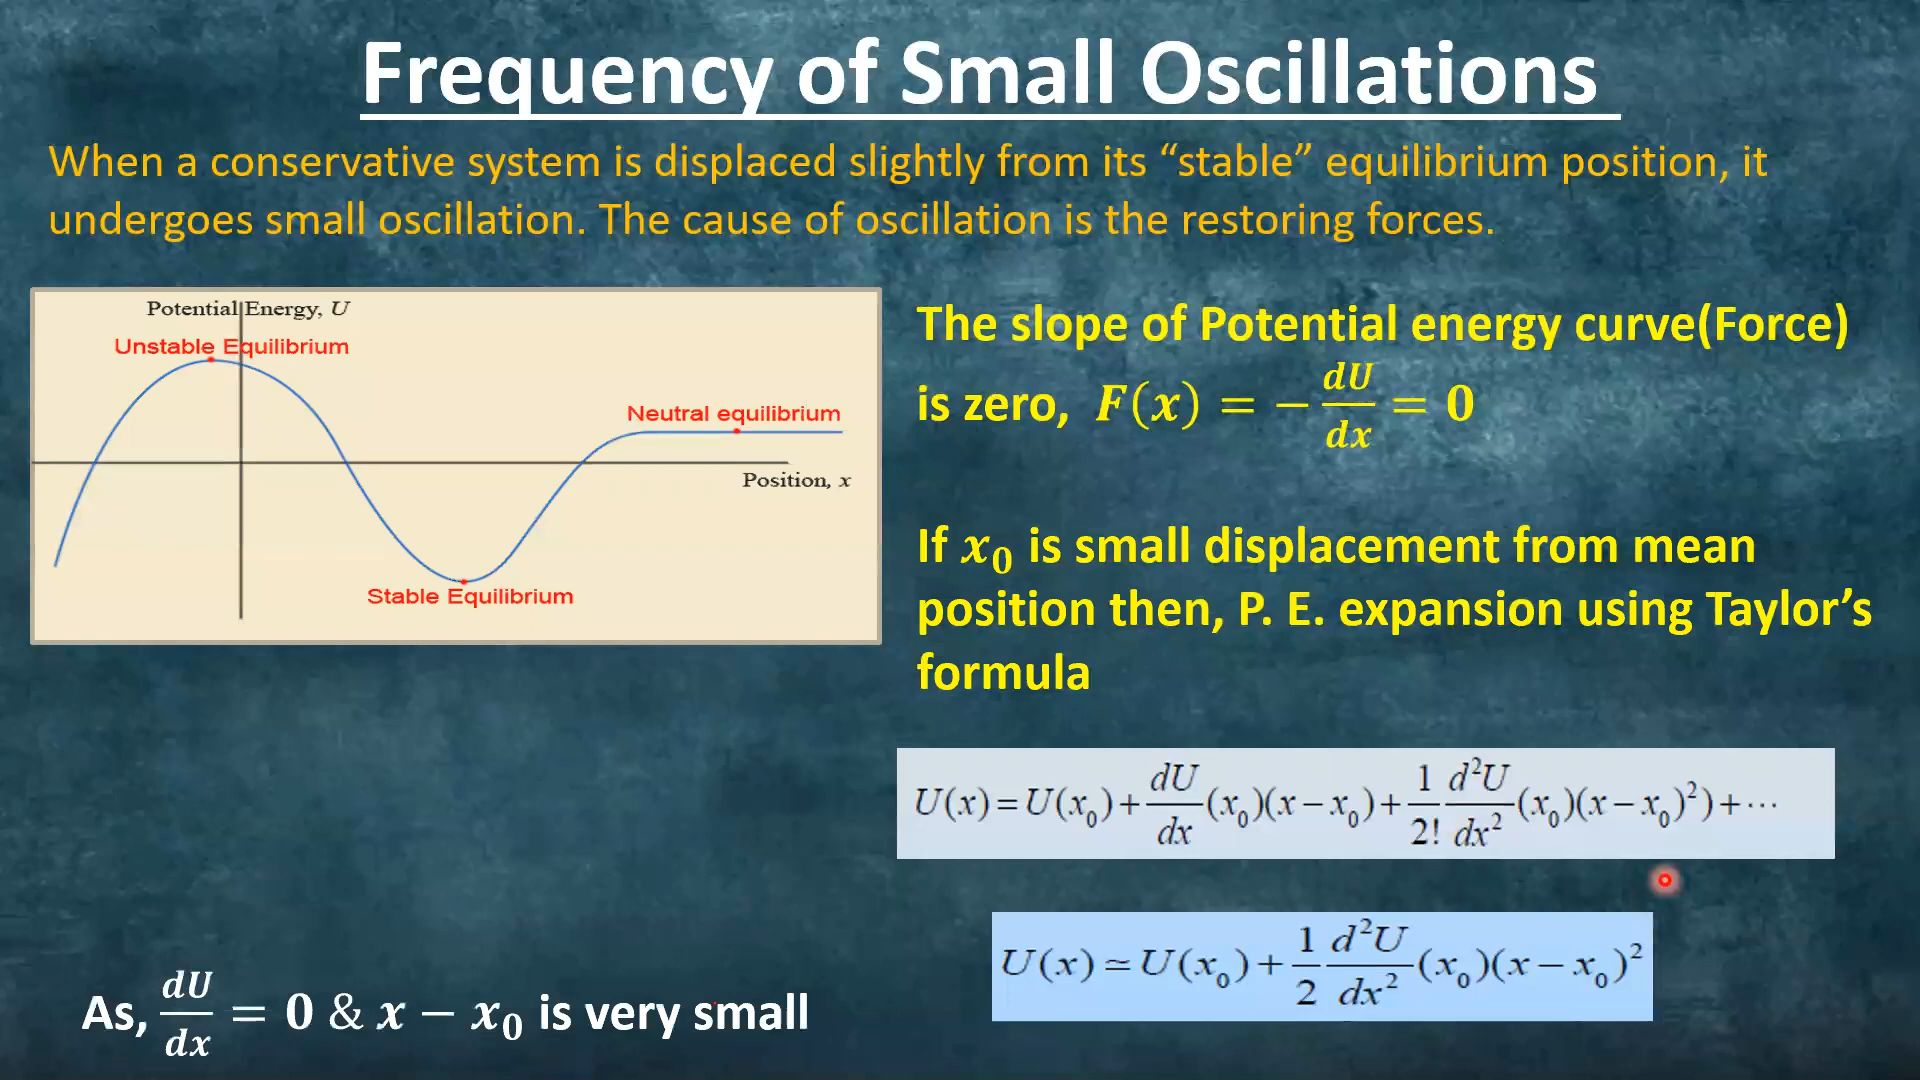 Frequency of Small Oscillations
When a conservative system is displaced slightly from its “stable” equilibrium position, it
undergoes small oscillation. The cause of oscillation is the restoring forces.
Potential Energy, U
Unstable Equilibrium
Neutral equilibrium
Position, x
Stable Equilibrium
The slope of Potential energy curve(Force)
is zero, F(x) = − dU/dx = 0
If x₀ is small displacement from mean
position then, P. E. expansion using Taylor’s
formula
U(x) = U(x₀) + dU/dx (x₀)(x − x₀) + 1/2! d²U/dx² (x₀)(x − x₀)²) + ⋯
U(x) ≃ U(x₀) + 1/2 d²U/dx² (x₀)(x − x₀)²
As, dU/dx = 0 & x − x₀ is very small